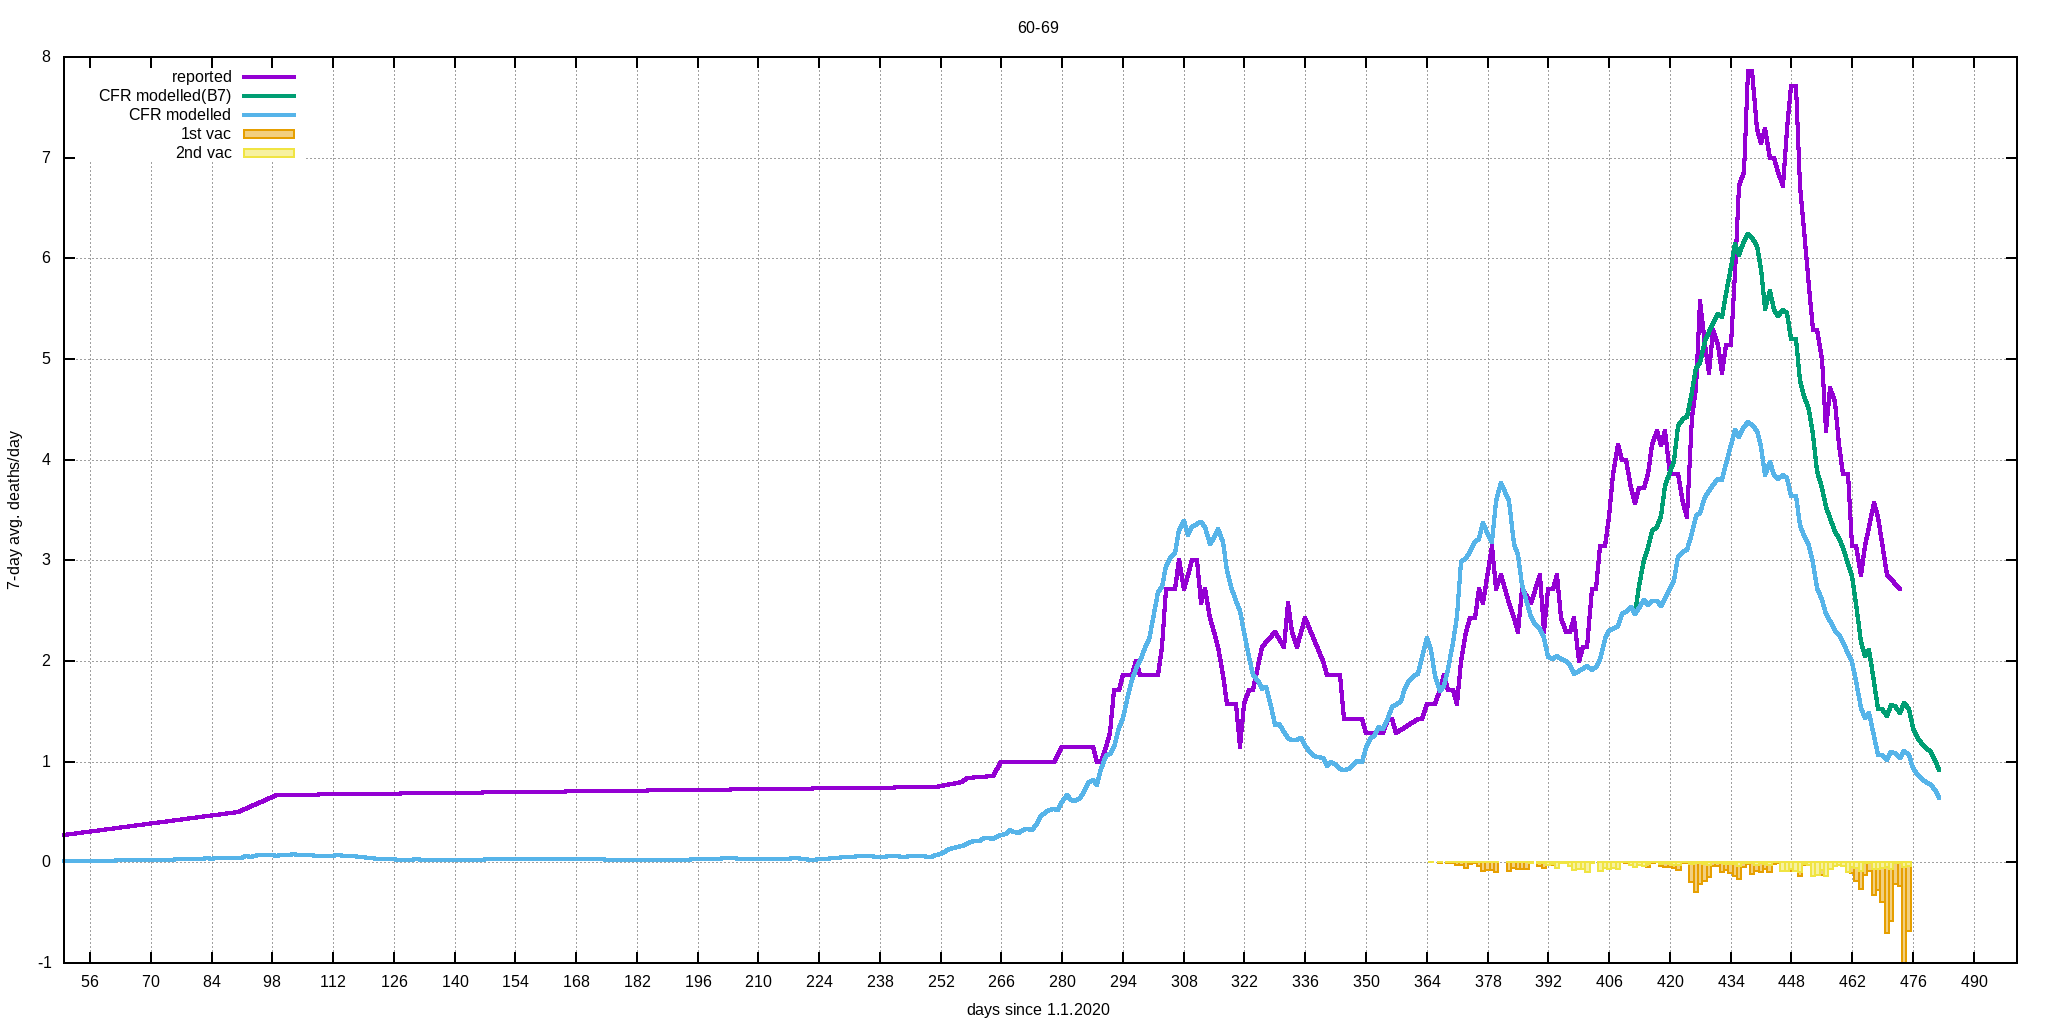 60-69
8
7
6
5
4
3
2
1
0
-1
7-day avg. deaths/day
reported
CFR modelled(B7)
CFR modelled
1st vac
2nd vac
56 70 84 98 112 126 140 154 168 182 196 210 224 238 252 266 280 294 308 322 336 350 364 378 392 406 420 434 448 462 476 490
days since 1.1.2020